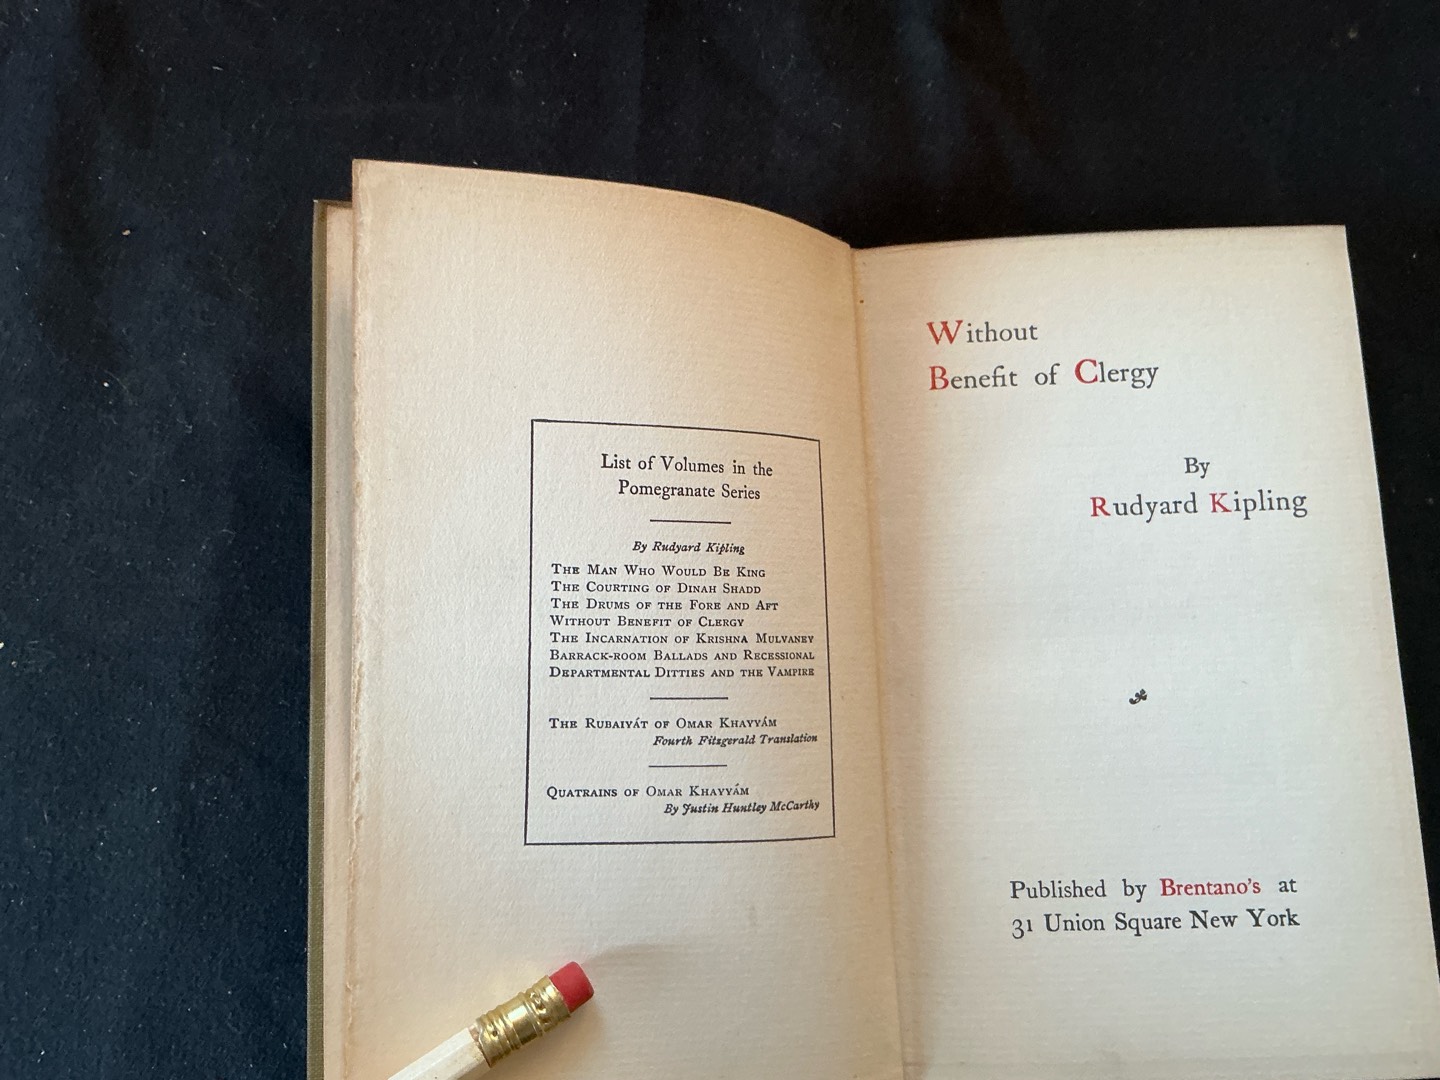 List of Volumes in the
Pomegranate Series
By Rudyard Kipling
THE MAN WHO WOULD BE KING
THE COURTING OF DINAH SHADD
THE DRUMS OF THE FORE AND AFT
WITHOUT BENEFIT OF CLERGY
THE INCARNATION OF KRISHNA MULVANEY
BARRACK-ROOM BALLADS AND RECESSIONAL
DEPARTMENTAL DITTIES AND THE VAMPIRE
THE RUBAIYÁT OF OMAR KHAYYÁM
Fourth Fitzgerald Translation
QUATRAINS OF OMAR KHAYYÁM
By Justin Huntley McCarthy
Without
Benefit of Clergy
By
Rudyard Kipling
Published by Brentano's at
31 Union Square New York